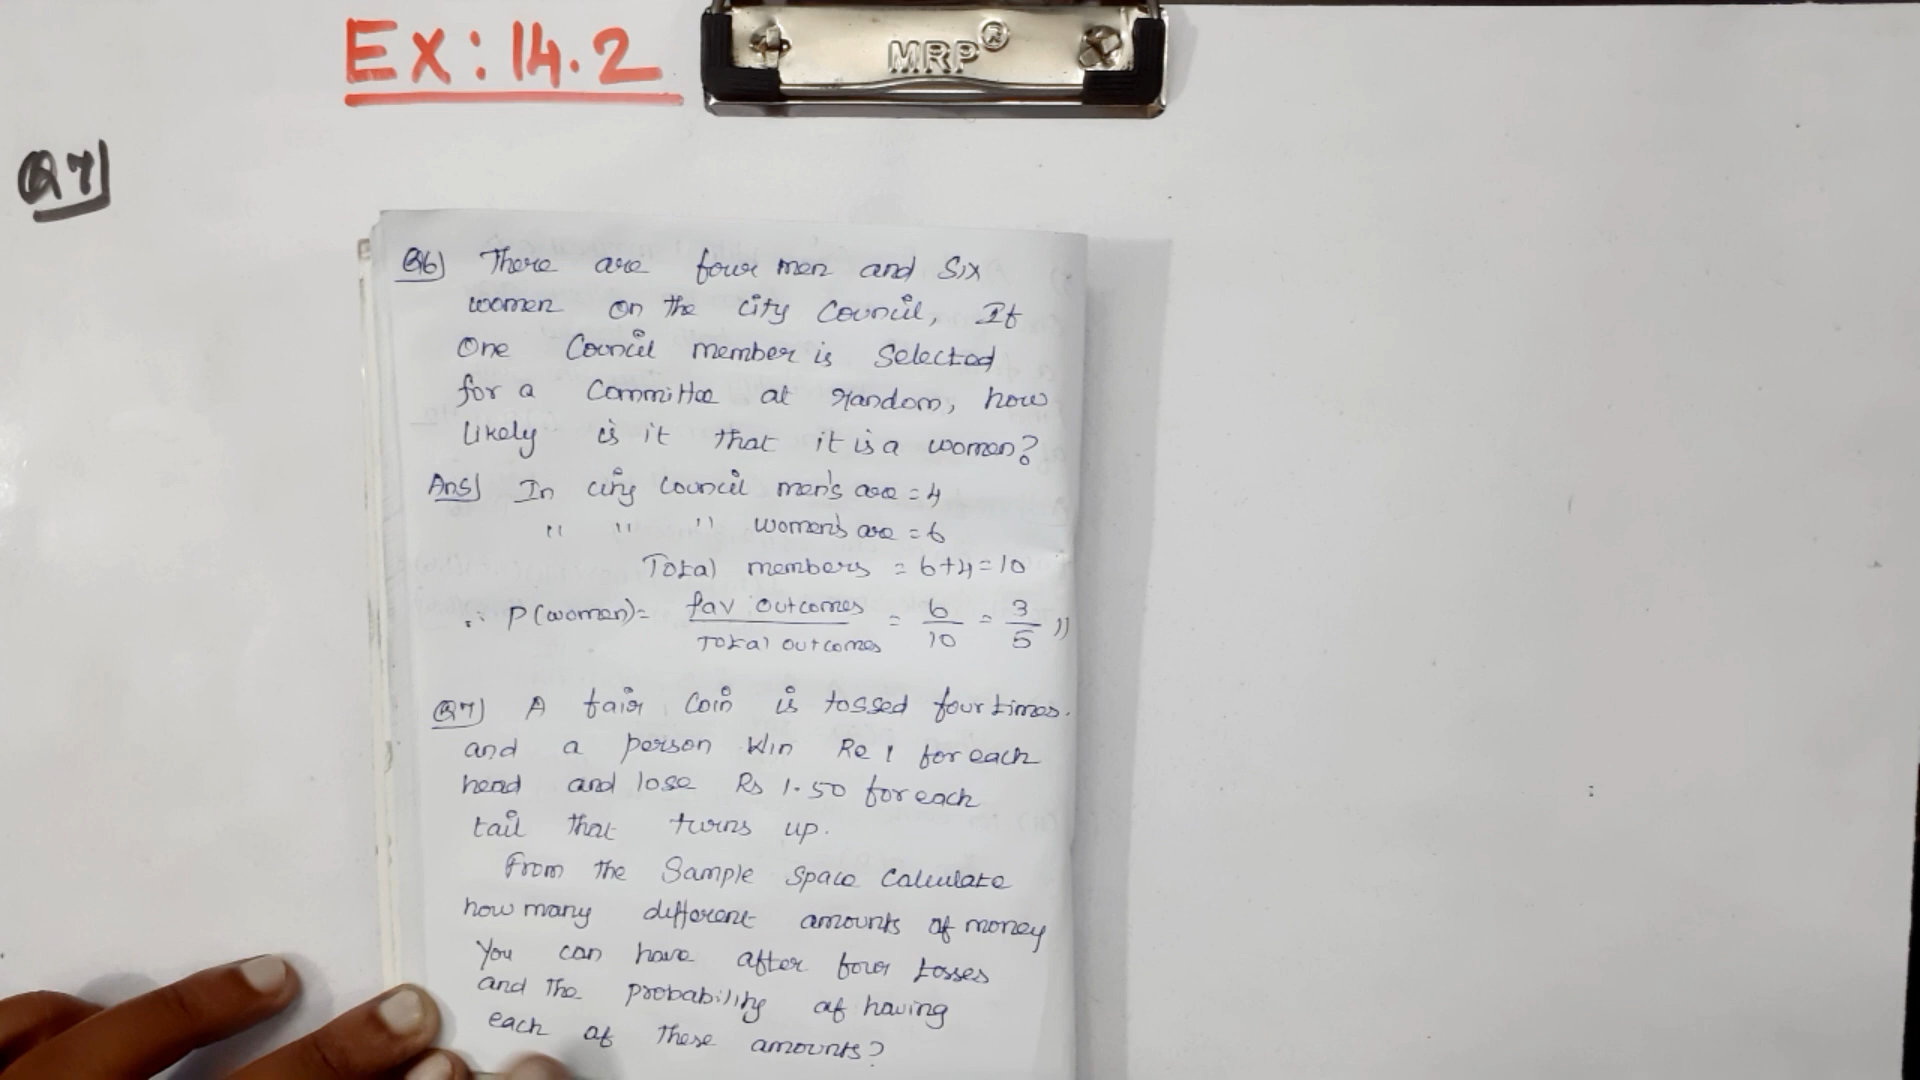 Ex: 14.2
MRP®
Q7)
Q6) There are four men and Six
women on the city Council, If
One Council member is Selected
for a Committee at random, how
likely is it that it is a women?
Ans) In city council men's are = 4
" " " women's are = 6
Total members = 6+4=10
∴ P(women)= fav outcomes / Total outcomes = 6/10 = 3/5 //
Q7) A fair Coin is tossed four times.
and a person Win Re 1 for each
head and lose Rs 1.50 for each
tail that turns up.
From the Sample space Calculate
how many different amounts of money
You can have after four tosses
and The probability of having
each of These amounts?